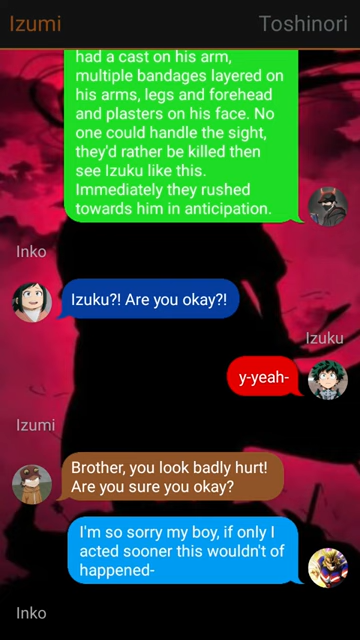 Izumi Toshinori
had a cast on his arm,
multiple bandages layered on
his arms, legs and forehead
and plasters on his face. No
one could handle the sight,
they'd rather be killed then
see Izuku like this.
Immediately they rushed
towards him in anticipation.
Inko
Izuku?! Are you okay?!
Izuku
y-yeah-
Izumi
Brother, you look badly hurt!
Are you sure you okay?
I'm so sorry my boy, if only I
acted sooner this wouldn't of
happened-
Inko